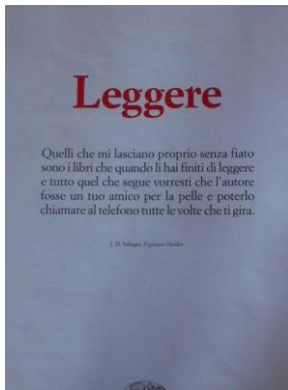 Leggere
Quelli che mi lasciano proprio senza fiato
sono i libri che quando li hai finiti di leggere
e tutto quel che segue vorresti che l'autore
fosse un tuo amico per la pelle e poterlo
chiamare al telefono tutte le volte che ti gira.
J. D. Salinger, Il giovane Holden